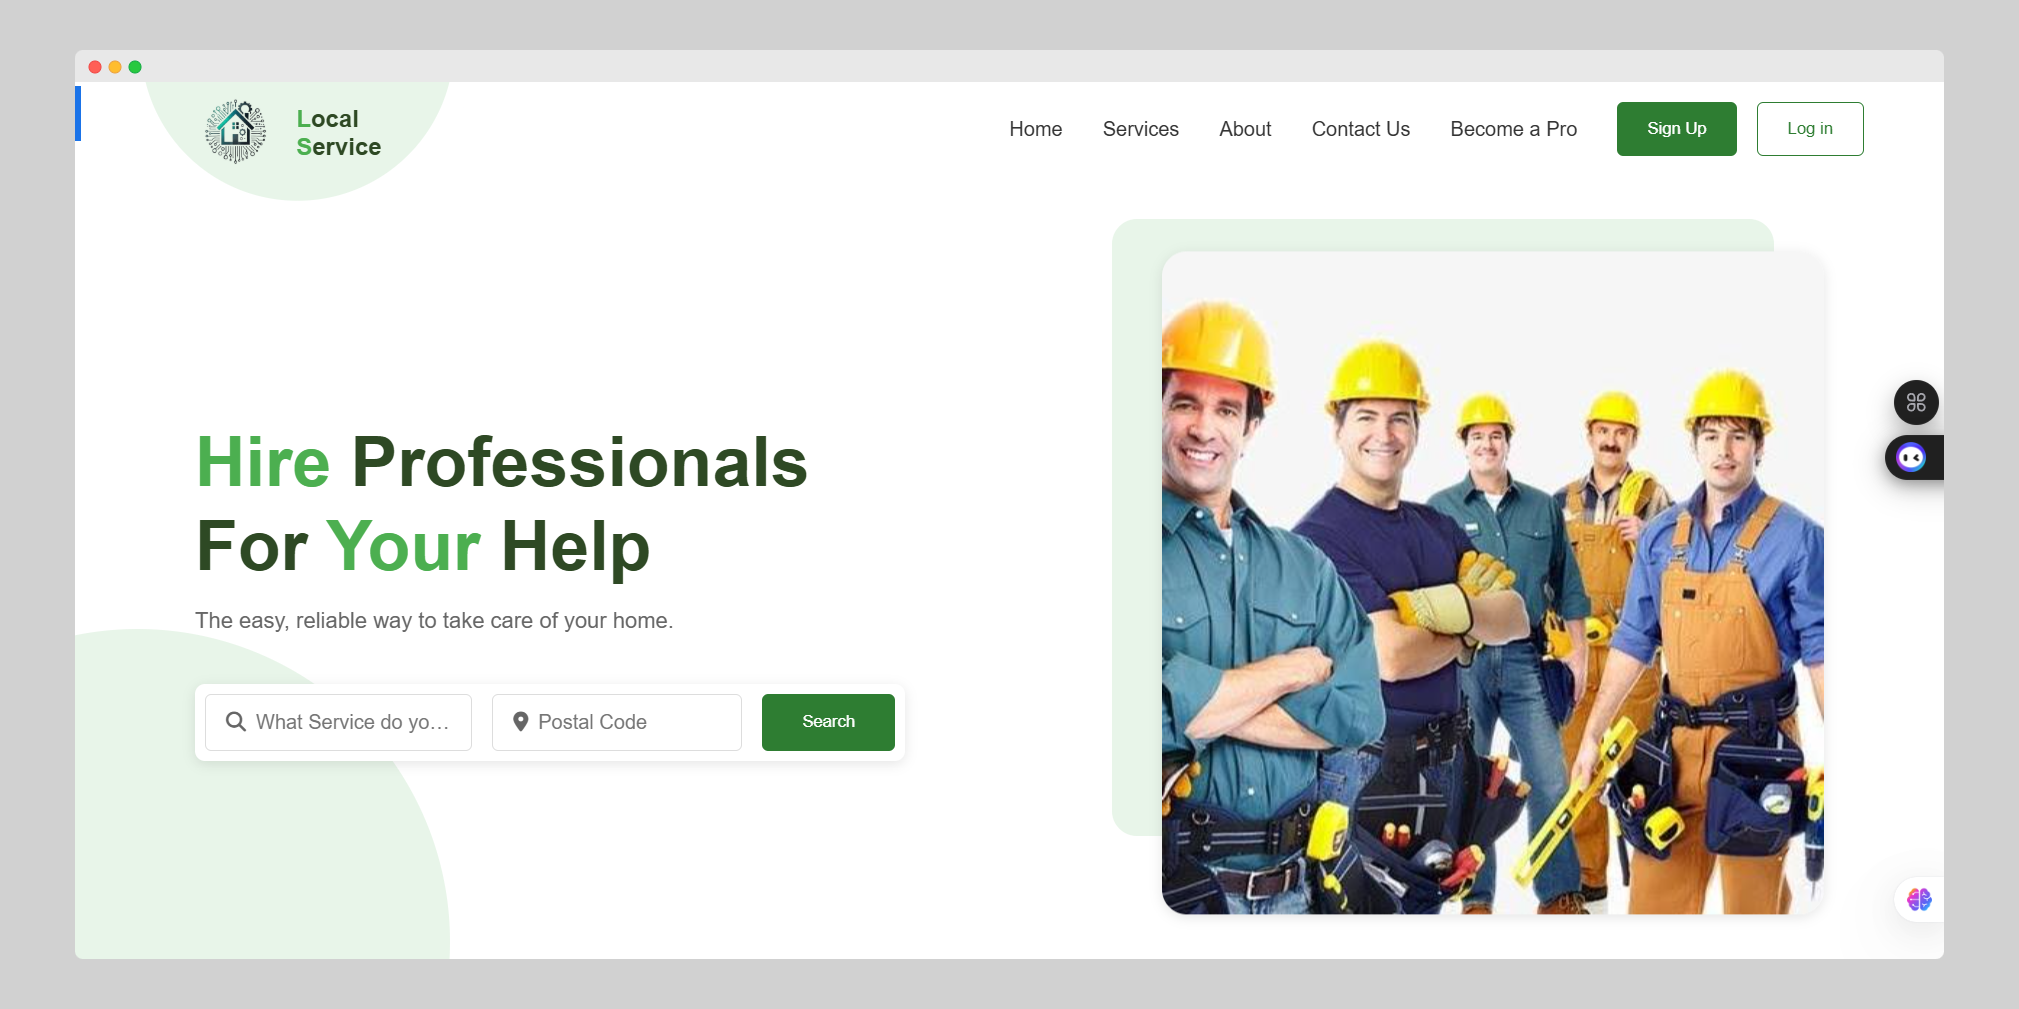 Local
Service
Home Services About Contact Us Become a Pro Sign Up Log in
Hire Professionals
For Your Help
The easy, reliable way to take care of your home.
What Service do yo... Postal Code Search